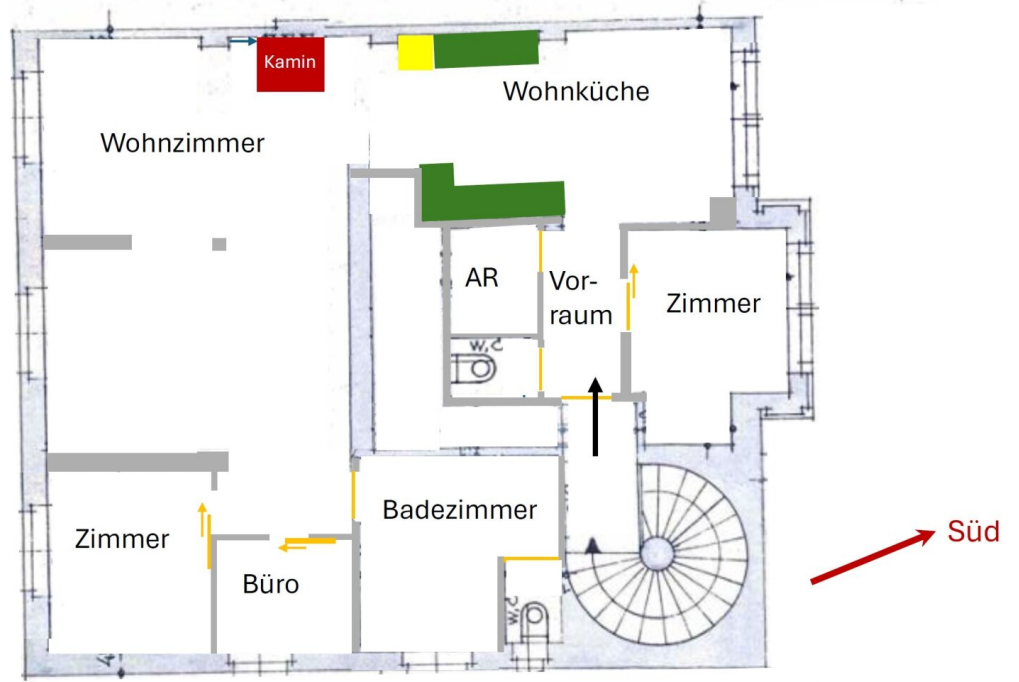 Kamin
Wohnküche
Wohnzimmer
AR
Vor-
raum
Zimmer
W.C
Badezimmer
Zimmer
Süd
Büro
W.C